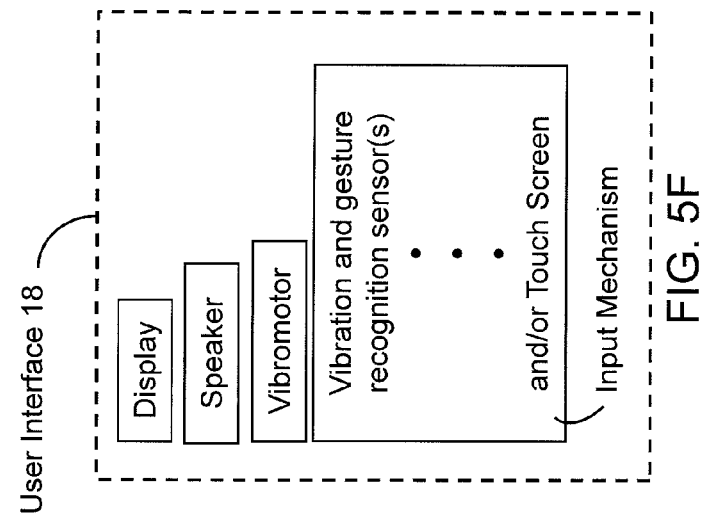 User Interface 18
Display
Speaker
Vibromotor
Vibration and gesture
recognition sensor(s)
and/or Touch Screen
Input Mechanism
FIG. 5F